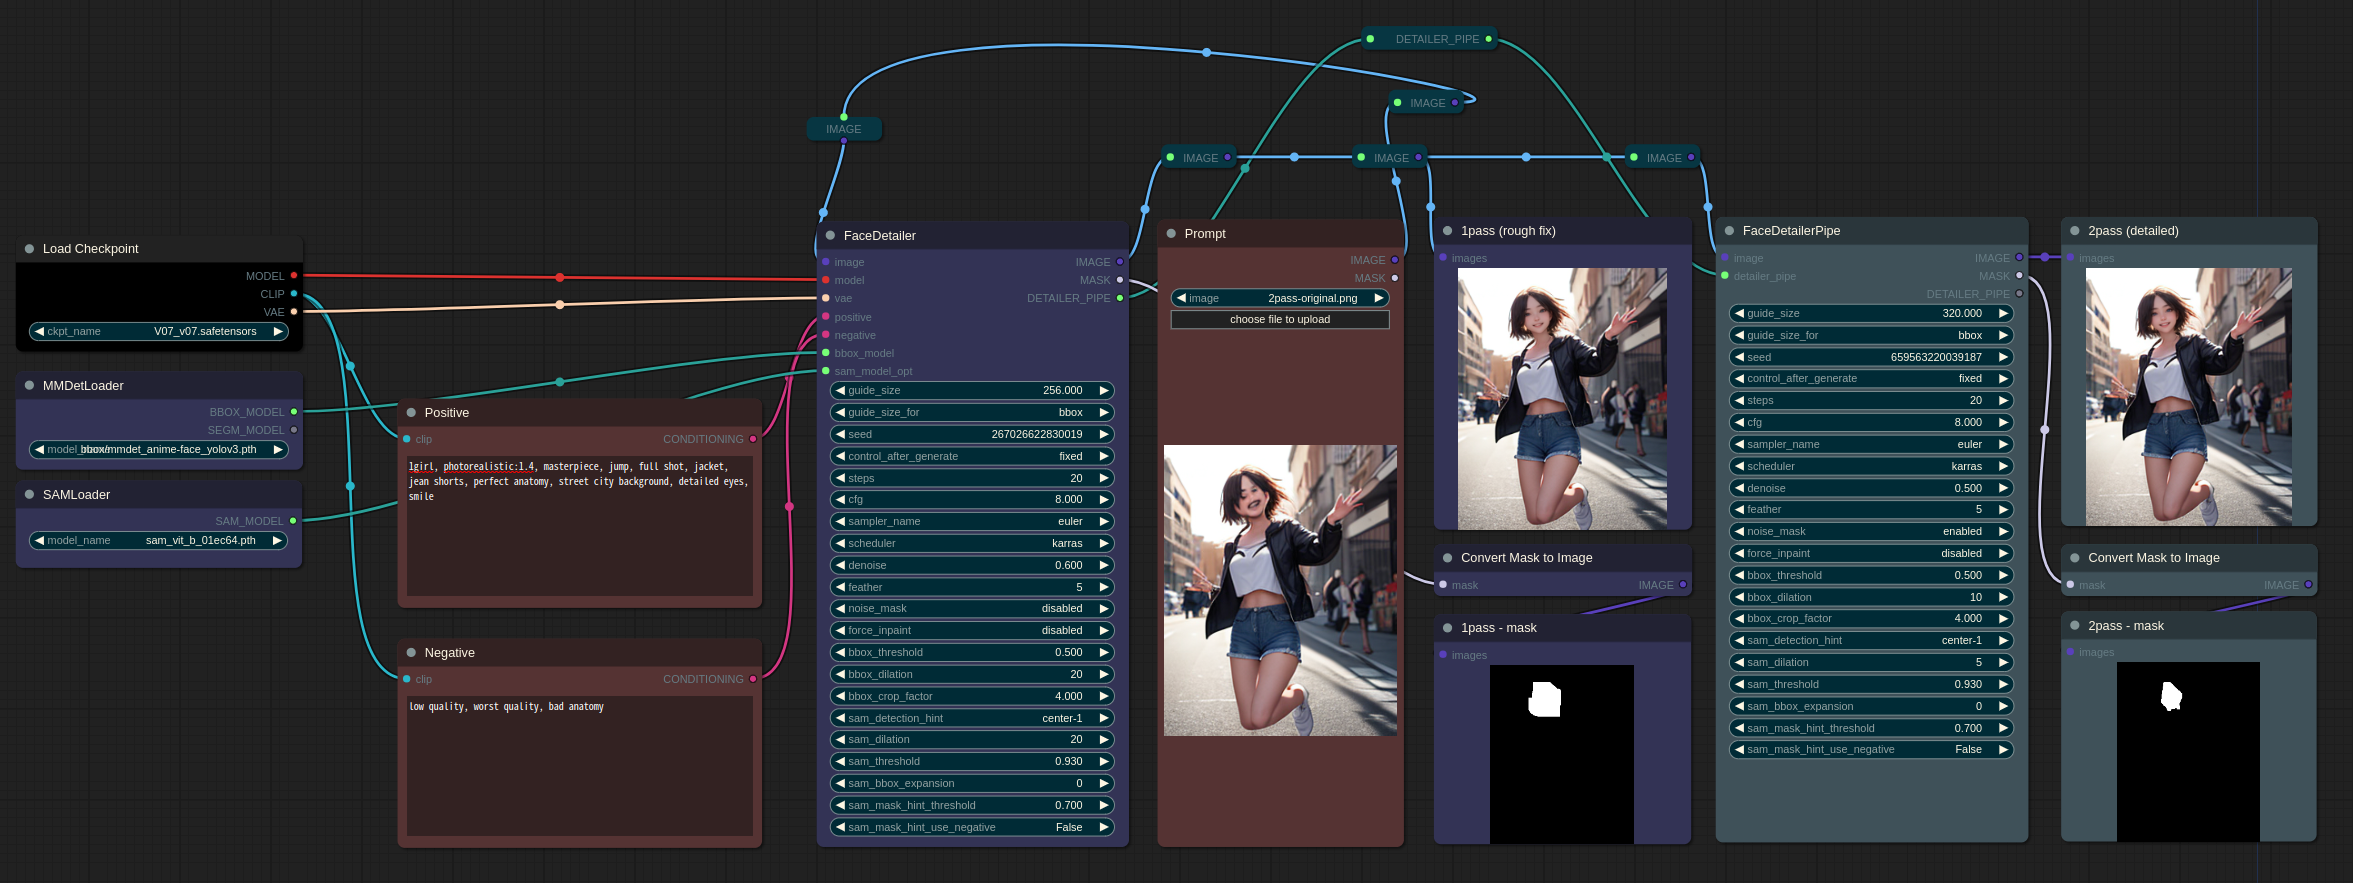 DETAILER_PIPE
IMAGE
IMAGE
IMAGE
IMAGE
IMAGE
Load Checkpoint
MODEL
CLIP
VAE
ckpt_name V07_v07.safetensors
MMDetLoader
BBOX_MODEL
SEGM_MODEL
bbox/mmdet_anime-face_yolov3.pth
SAMLoader
SAM_MODEL
model_name sam_vit_b_01ec64.pth
Positive
clip CONDITIONING
1girl, photorealistic:1.4, masterpiece, jump, full shot, jacket,
jean shorts, perfect anatomy, street city background, detailed eyes,
smile
Negative
clip CONDITIONING
low quality, worst quality, bad anatomy
FaceDetailer
image IMAGE
model MASK
vae DETAILER_PIPE
positive
negative
bbox_model
sam_model_opt
guide_size 256.000
guide_size_for bbox
seed 267026622830019
control_after_generate fixed
steps 20
cfg 8.000
sampler_name euler
scheduler karras
denoise 0.600
feather 5
noise_mask disabled
force_inpaint disabled
bbox_threshold 0.500
bbox_dilation 20
bbox_crop_factor 4.000
sam_detection_hint center-1
sam_dilation 20
sam_threshold 0.930
sam_bbox_expansion 0
sam_mask_hint_threshold 0.700
sam_mask_hint_use_negative False
Prompt
IMAGE
MASK
image 2pass-original.png
choose file to upload
1pass (rough fix)
images
Convert Mask to Image
mask IMAGE
1pass - mask
images
FaceDetailerPipe
image IMAGE
detailer_pipe MASK
DETAILER_PIPE
guide_size 320.000
guide_size_for bbox
seed 659563220039187
control_after_generate fixed
steps 20
cfg 8.000
sampler_name euler
scheduler karras
denoise 0.500
feather 5
noise_mask enabled
force_inpaint disabled
bbox_threshold 0.500
bbox_dilation 10
bbox_crop_factor 4.000
sam_detection_hint center-1
sam_dilation 5
sam_threshold 0.930
sam_bbox_expansion 0
sam_mask_hint_threshold 0.700
sam_mask_hint_use_negative False
2pass (detailed)
images
Convert Mask to Image
mask IMAGE
2pass - mask
images